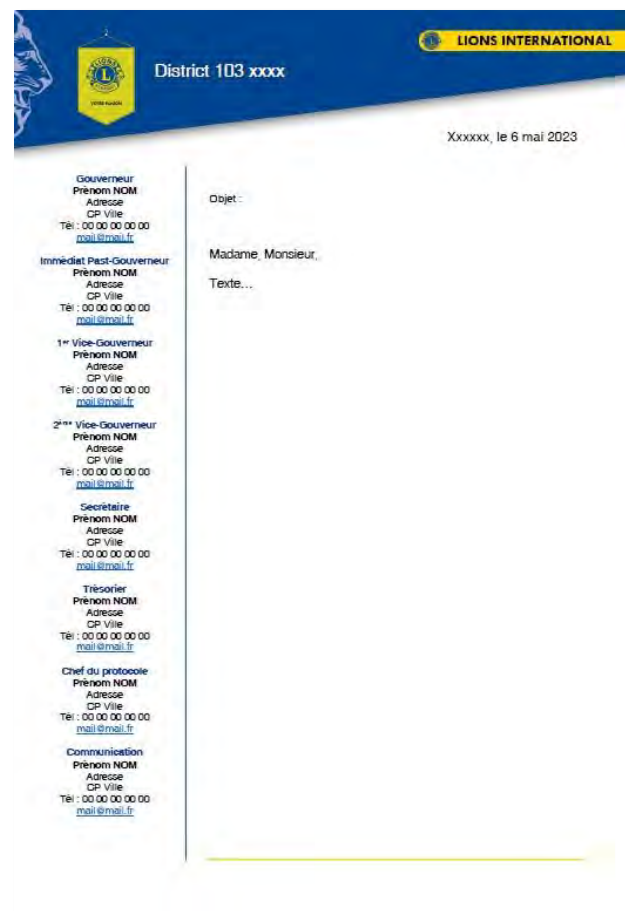 LIONS INTERNATIONAL
District 103 xxxx
Xxxxxx, le 6 mai 2023
Gouverneur
Prénom NOM
Adresse
CP Ville
Tél : 00 00 00 00 00
mail@mail.fr
Immédiat Past-Gouverneur
Prénom NOM
Adresse
CP Ville
Tél : 00 00 00 00 00
mail@mail.fr
1er Vice-Gouverneur
Prénom NOM
Adresse
CP Ville
Tél : 00 00 00 00 00
mail@mail.fr
2ème Vice-Gouverneur
Prénom NOM
Adresse
CP Ville
Tél : 00 00 00 00 00
mail@mail.fr
Secrétaire
Prénom NOM
Adresse
CP Ville
Tél : 00 00 00 00 00
mail@mail.fr
Trésorier
Prénom NOM
Adresse
CP Ville
Tél : 00 00 00 00 00
mail@mail.fr
Chef du protocole
Prénom NOM
Adresse
CP Ville
Tél : 00 00 00 00 00
mail@mail.fr
Communication
Prénom NOM
Adresse
CP Ville
Tél : 00 00 00 00 00
mail@mail.fr
Objet :
Madame, Monsieur,
Texte...